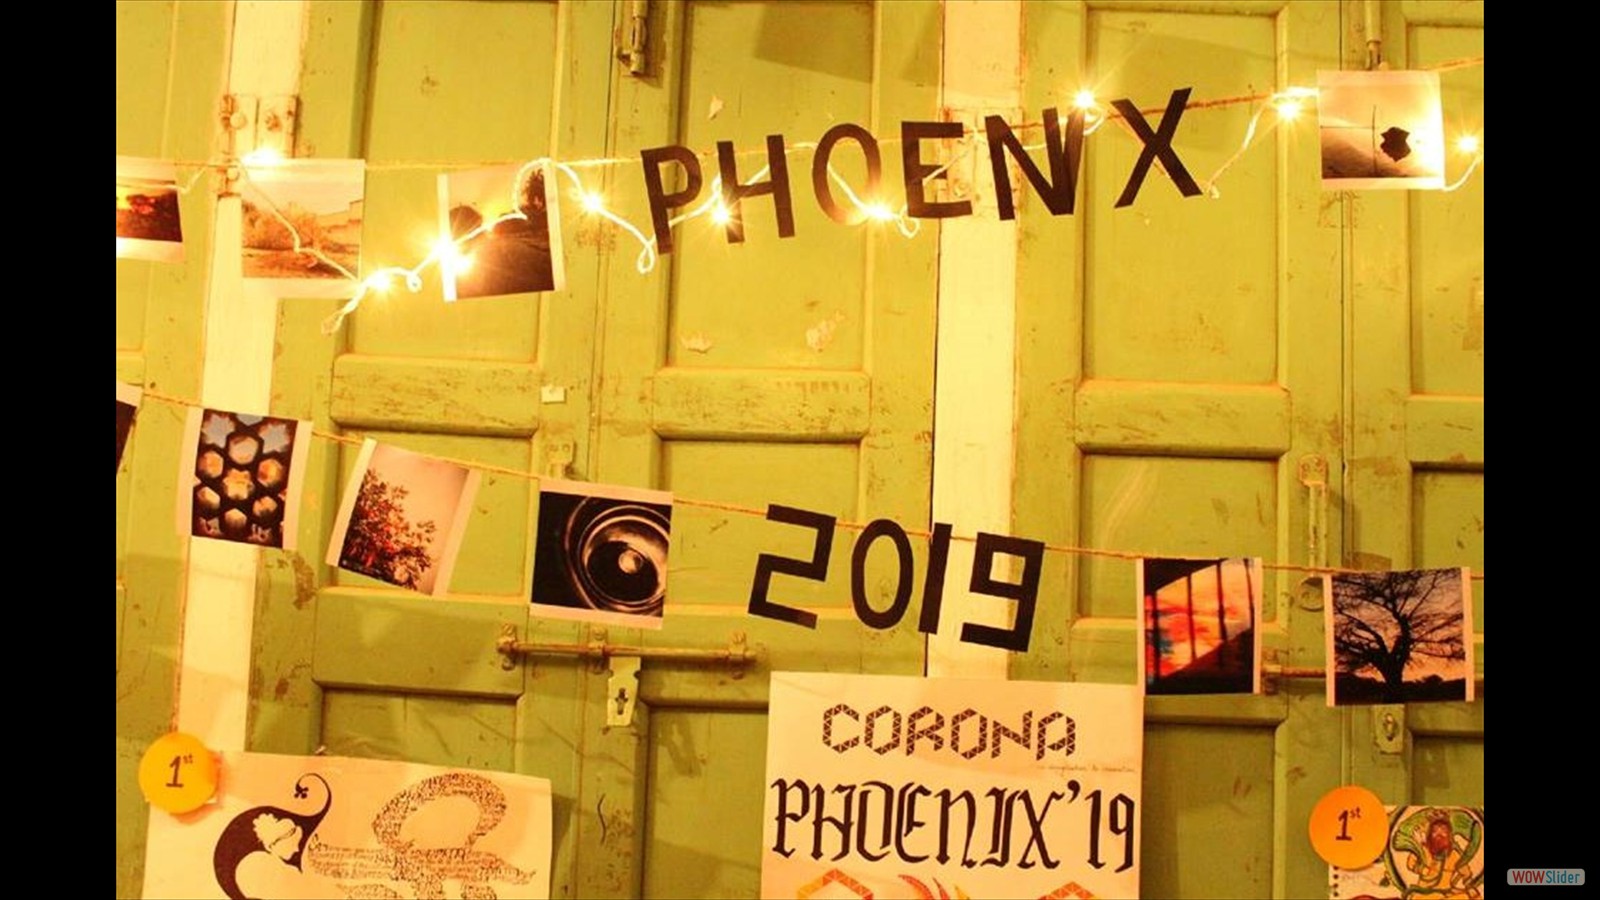 PHOENIX
2019
CORONA
PHOENIX'19
1st
1st
WOWSlider